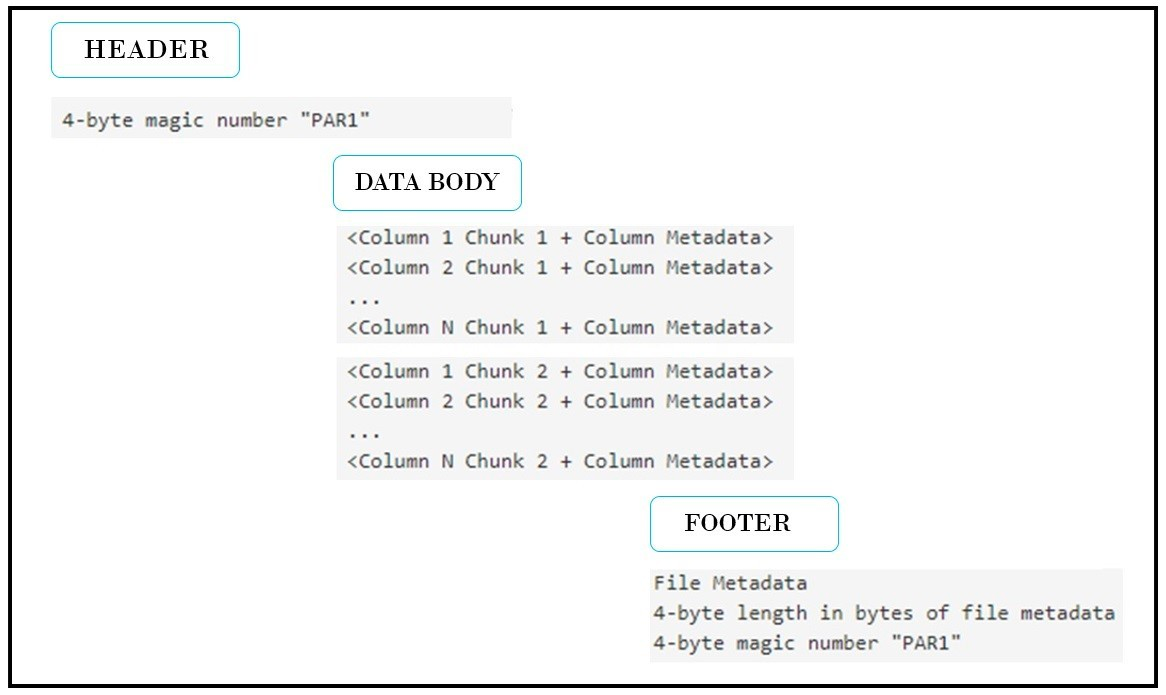 HEADER
4-byte magic number "PAR1"
DATA BODY
<Column 1 Chunk 1 + Column Metadata>
<Column 2 Chunk 1 + Column Metadata>
...
<Column N Chunk 1 + Column Metadata>
<Column 1 Chunk 2 + Column Metadata>
<Column 2 Chunk 2 + Column Metadata>
...
<Column N Chunk 2 + Column Metadata>
FOOTER
File Metadata
4-byte length in bytes of file metadata
4-byte magic number "PAR1"